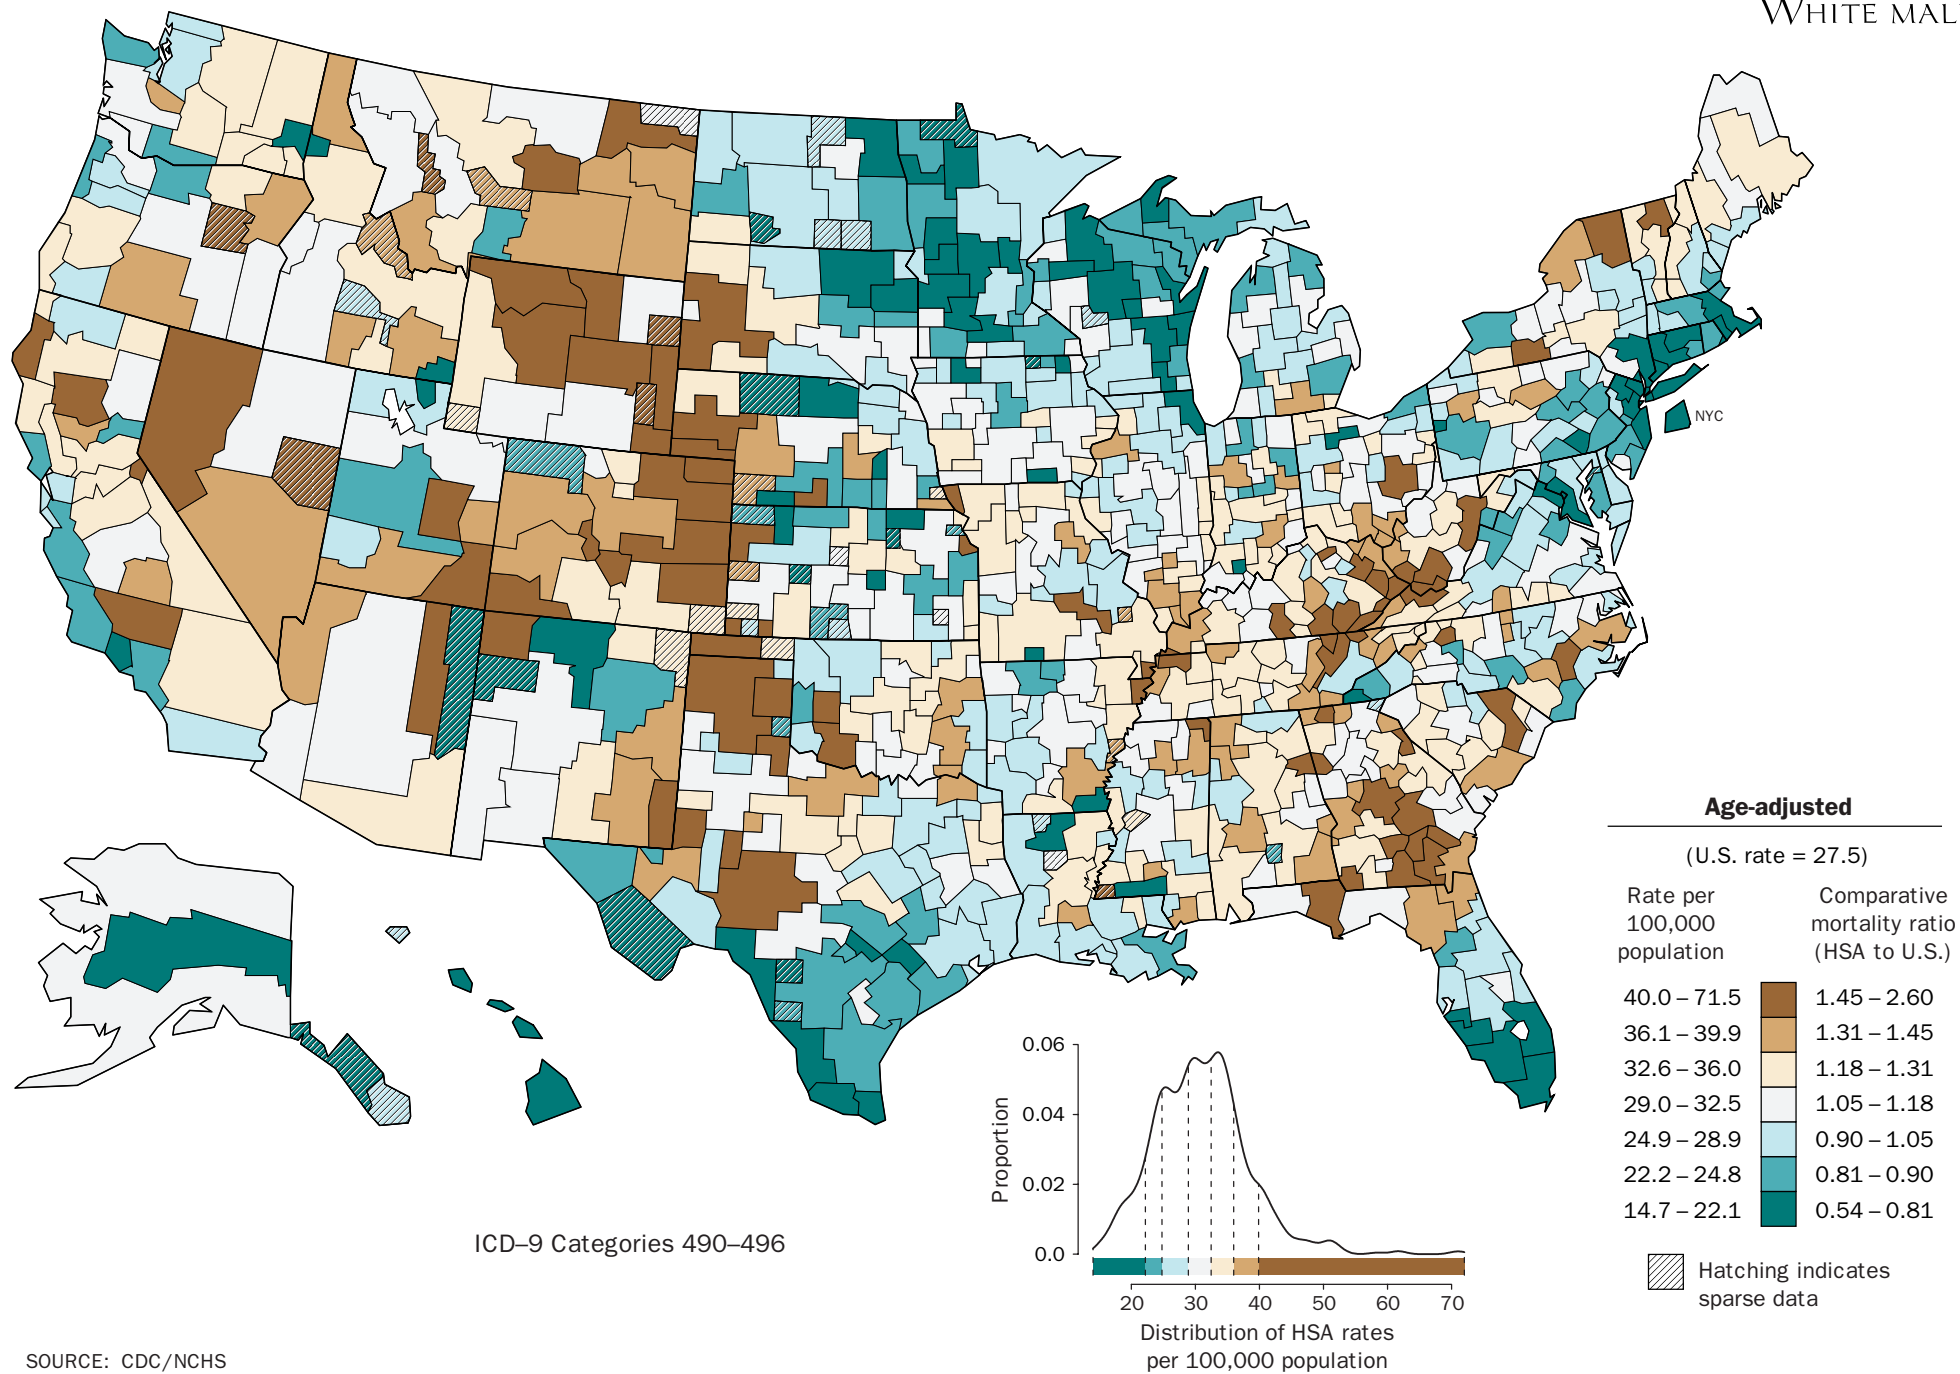 WHITE MAL
NYC
Age-adjusted
(U.S. rate = 27.5)
Rate per
100,000
population
Comparative
mortality ratio
(HSA to U.S.)
40.0 – 71.5 1.45 – 2.60
36.1 – 39.9 1.31 – 1.45
32.6 – 36.0 1.18 – 1.31
29.0 – 32.5 1.05 – 1.18
24.9 – 28.9 0.90 – 1.05
22.2 – 24.8 0.81 – 0.90
14.7 – 22.1 0.54 – 0.81
Hatching indicates
sparse data
0.06
0.04
0.02
0.0
Proportion
20 30 40 50 60 70
Distribution of HSA rates
per 100,000 population
ICD–9 Categories 490–496
SOURCE: CDC/NCHS